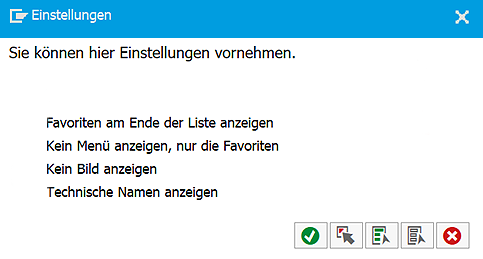 Einstellungen
Sie können hier Einstellungen vornehmen.
Favoriten am Ende der Liste anzeigen
Kein Menü anzeigen, nur die Favoriten
Kein Bild anzeigen
Technische Namen anzeigen